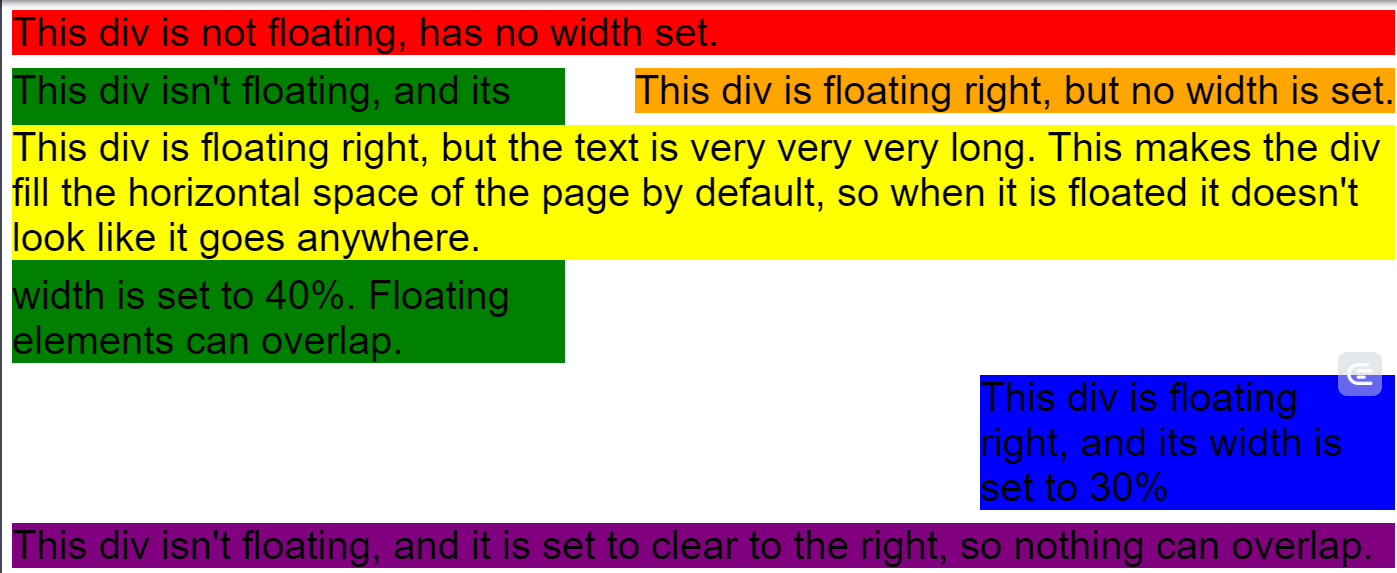 This div is not floating, has no width set.
This div isn't floating, and its
This div is floating right, but no width is set.
This div is floating right, but the text is very very very long. This makes the div
fill the horizontal space of the page by default, so when it is floated it doesn't
look like it goes anywhere.
width is set to 40%. Floating
elements can overlap.
This div is floating
right, and its width is
set to 30%
This div isn't floating, and it is set to clear to the right, so nothing can overlap.